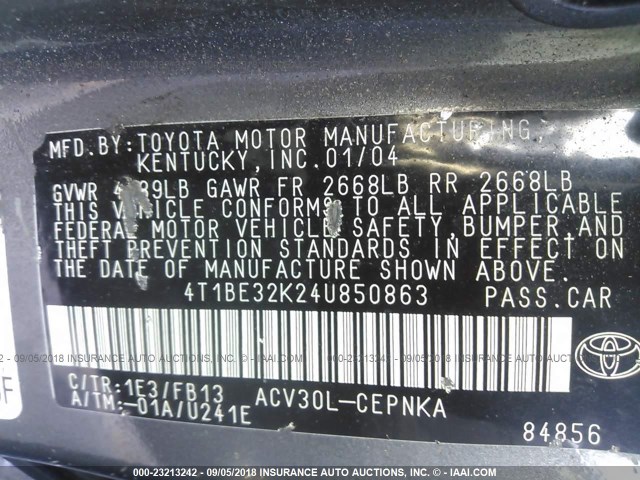 MFD.BY:TOYOTA MOTOR MANUFACTURING,
KENTUCKY,INC.01/04
GVWR LB GAWR FR 2668LB RR 2668LB
THIS VEHICLE CONFORMS TO ALL APPLICABLE
FEDERAL MOTOR VEHICLE SAFETY,BUMPER,AND
THEFT PREVENTION STANDARDS IN EFFECT ON
THE DATE OF MANUFACTURE SHOWN ABOVE.
4T1BE32K24U850863 PASS.CAR
C/TR:1E3/FB13 ACV30L-CEPNKA
A/TM:-01A/U241E
84856
000-23213242 - 09/05/2018 INSURANCE AUTO AUCTIONS - © - IAAI.COM